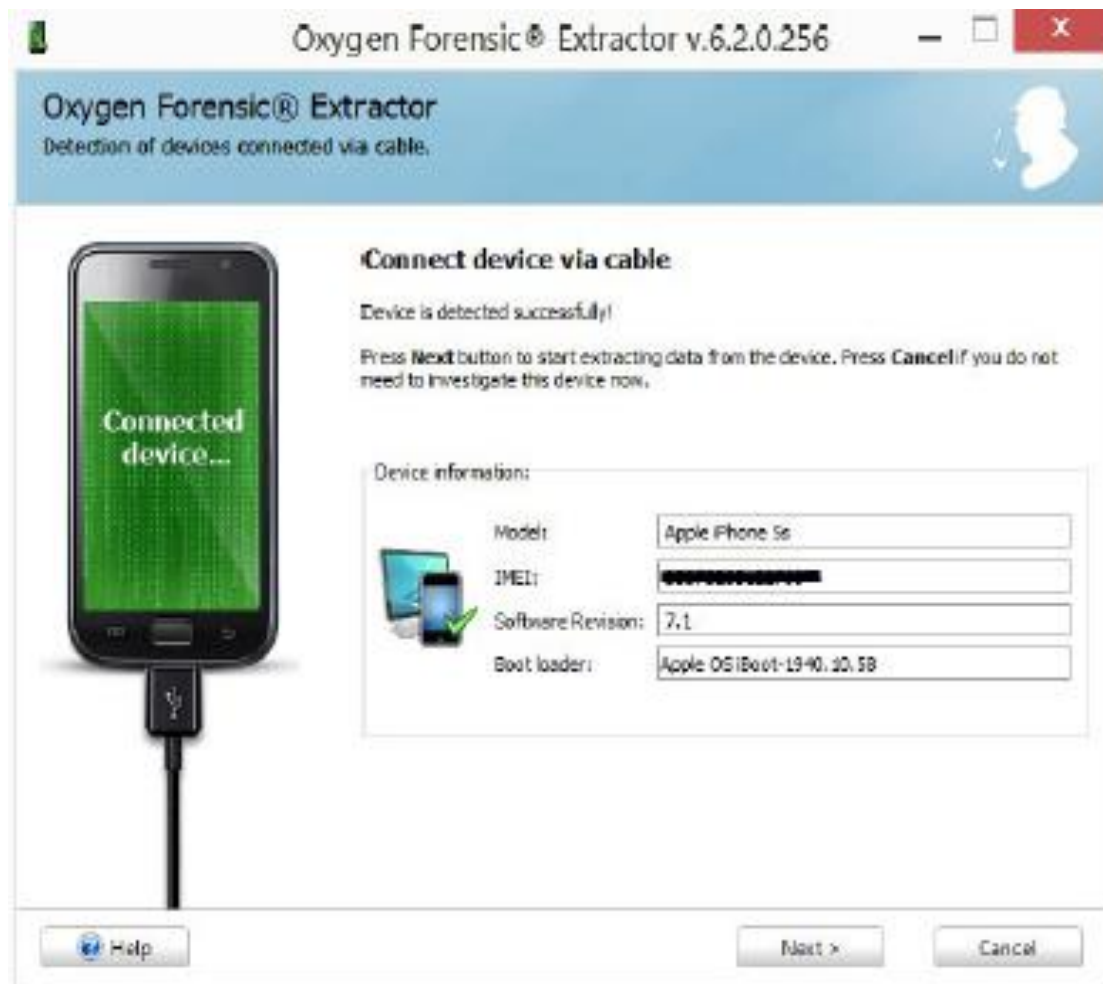 Oxygen Forensic® Extractor v.6.2.0.256
Oxygen Forensic® Extractor
Detection of devices connected via cable.
Connect device via cable
Device is detected successfully!
Press Next button to start extracting data from the device. Press Cancel if you do not
need to investigate this device now.
Connected
device...
Device information:
Model: Apple iPhone 5s
IMEI:
Software Revision: 7.1
Boot loader: Apple OS iBoot-1940.10.58
Help
Next >
Cancel